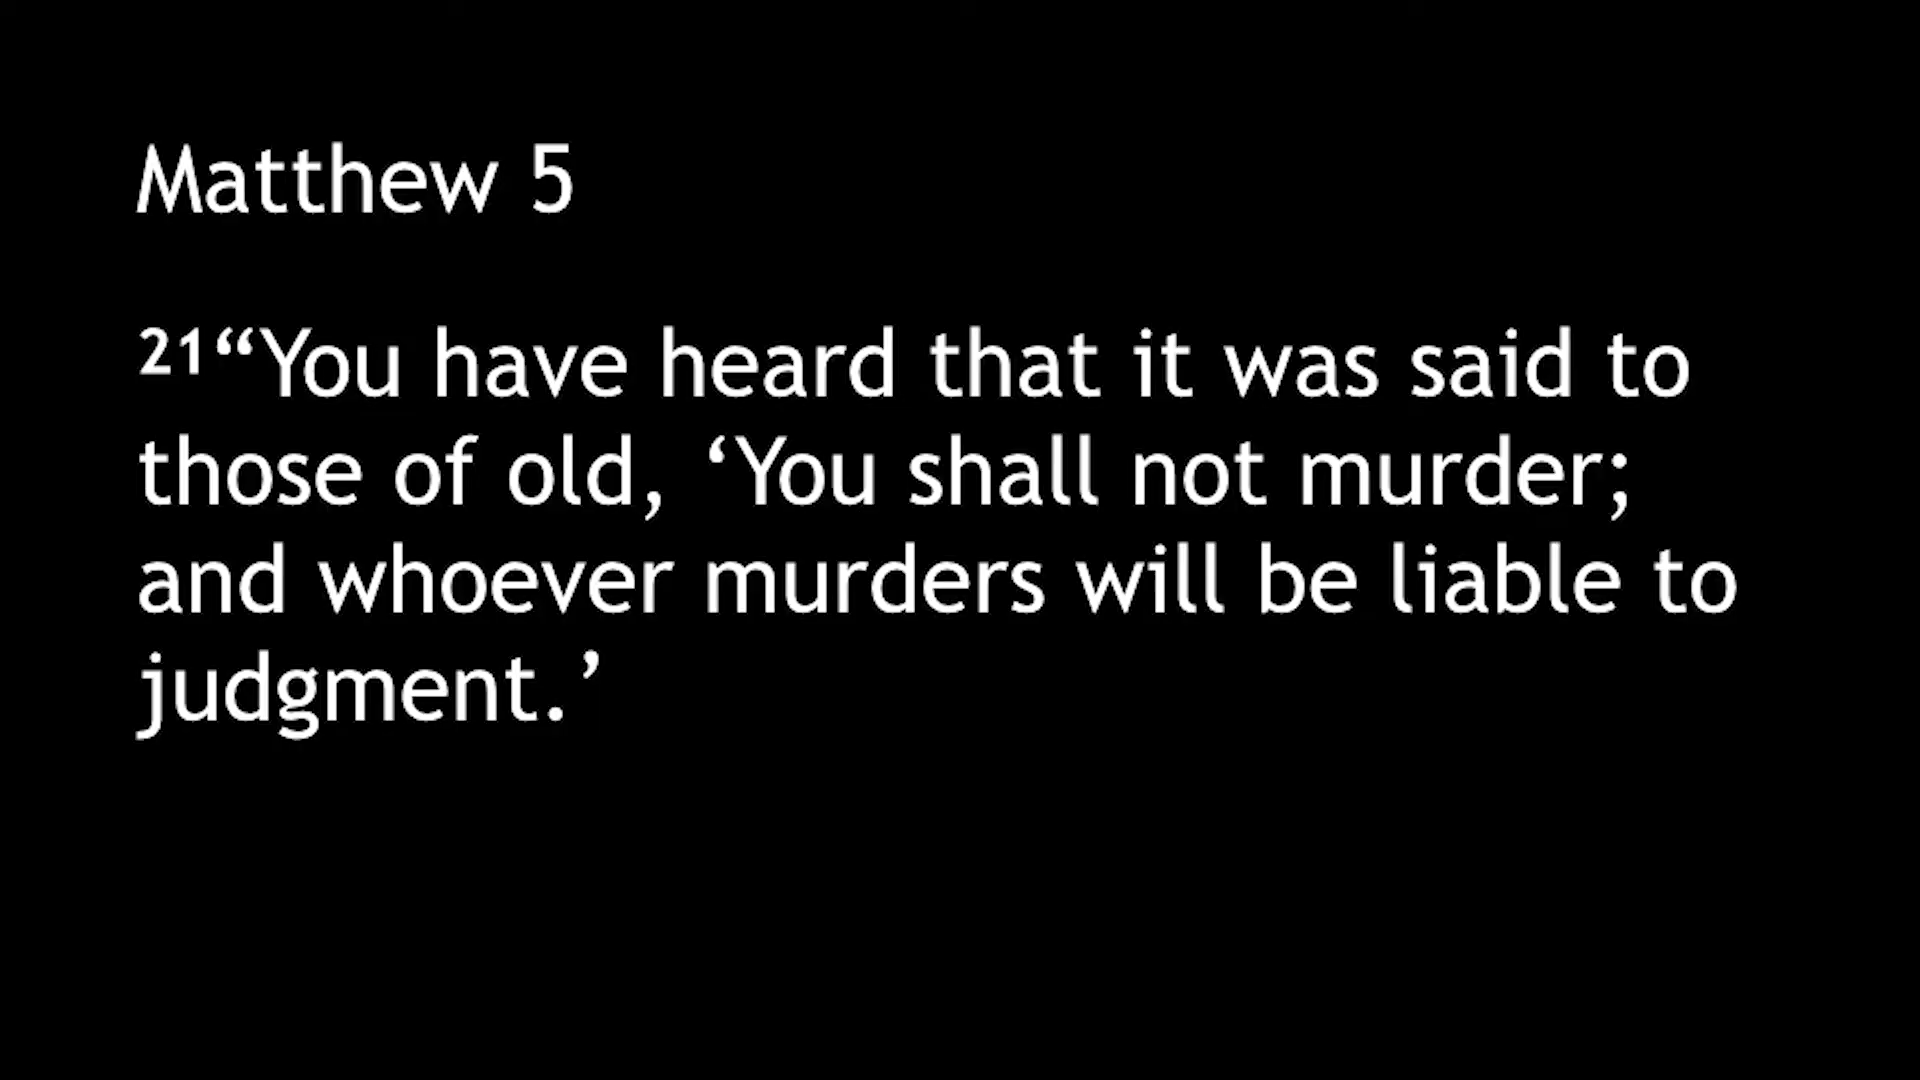 Matthew 5
²¹“You have heard that it was said to
those of old, ‘You shall not murder;
and whoever murders will be liable to
judgment.’